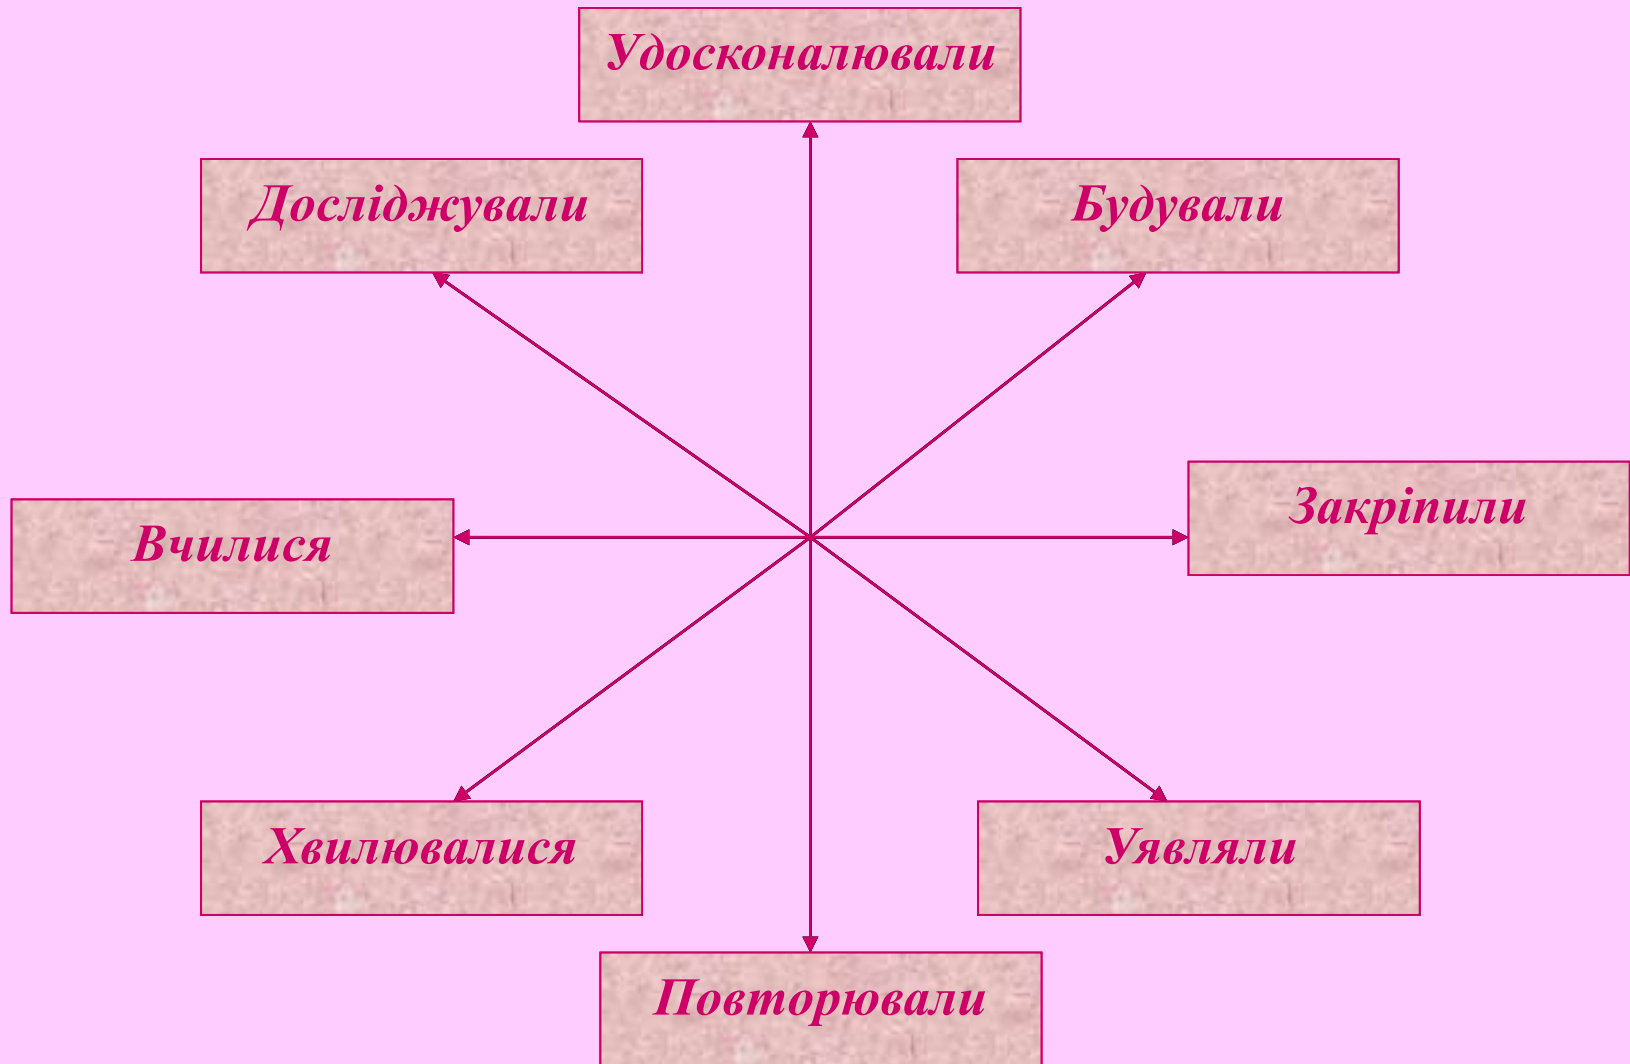 Удосконалювали
Досліджували
Будували
Закріпили
Вчилися
Хвилювалися
Уявляли
Повторювали